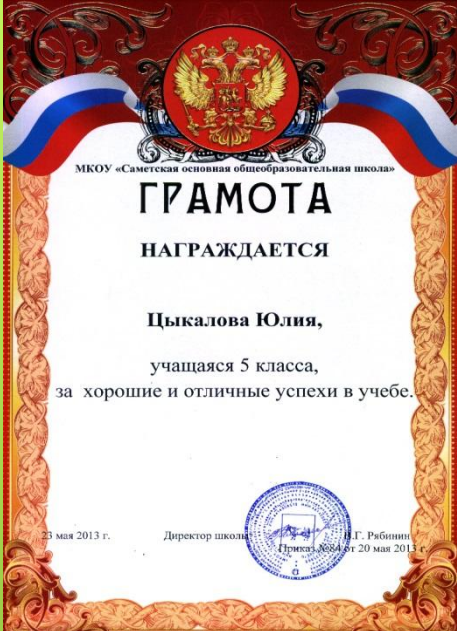 МКОУ «Саметская основная общеобразовательная школа»
ГРАМОТА
НАГРАЖДАЕТСЯ
Цыкалова Юлия,
учащаяся 5 класса,
за хорошие и отличные успехи в учебе.
23 мая 2013 г. Директор школы В.Г. Рябинин
Приказ №84 от 20 мая 2013 г.